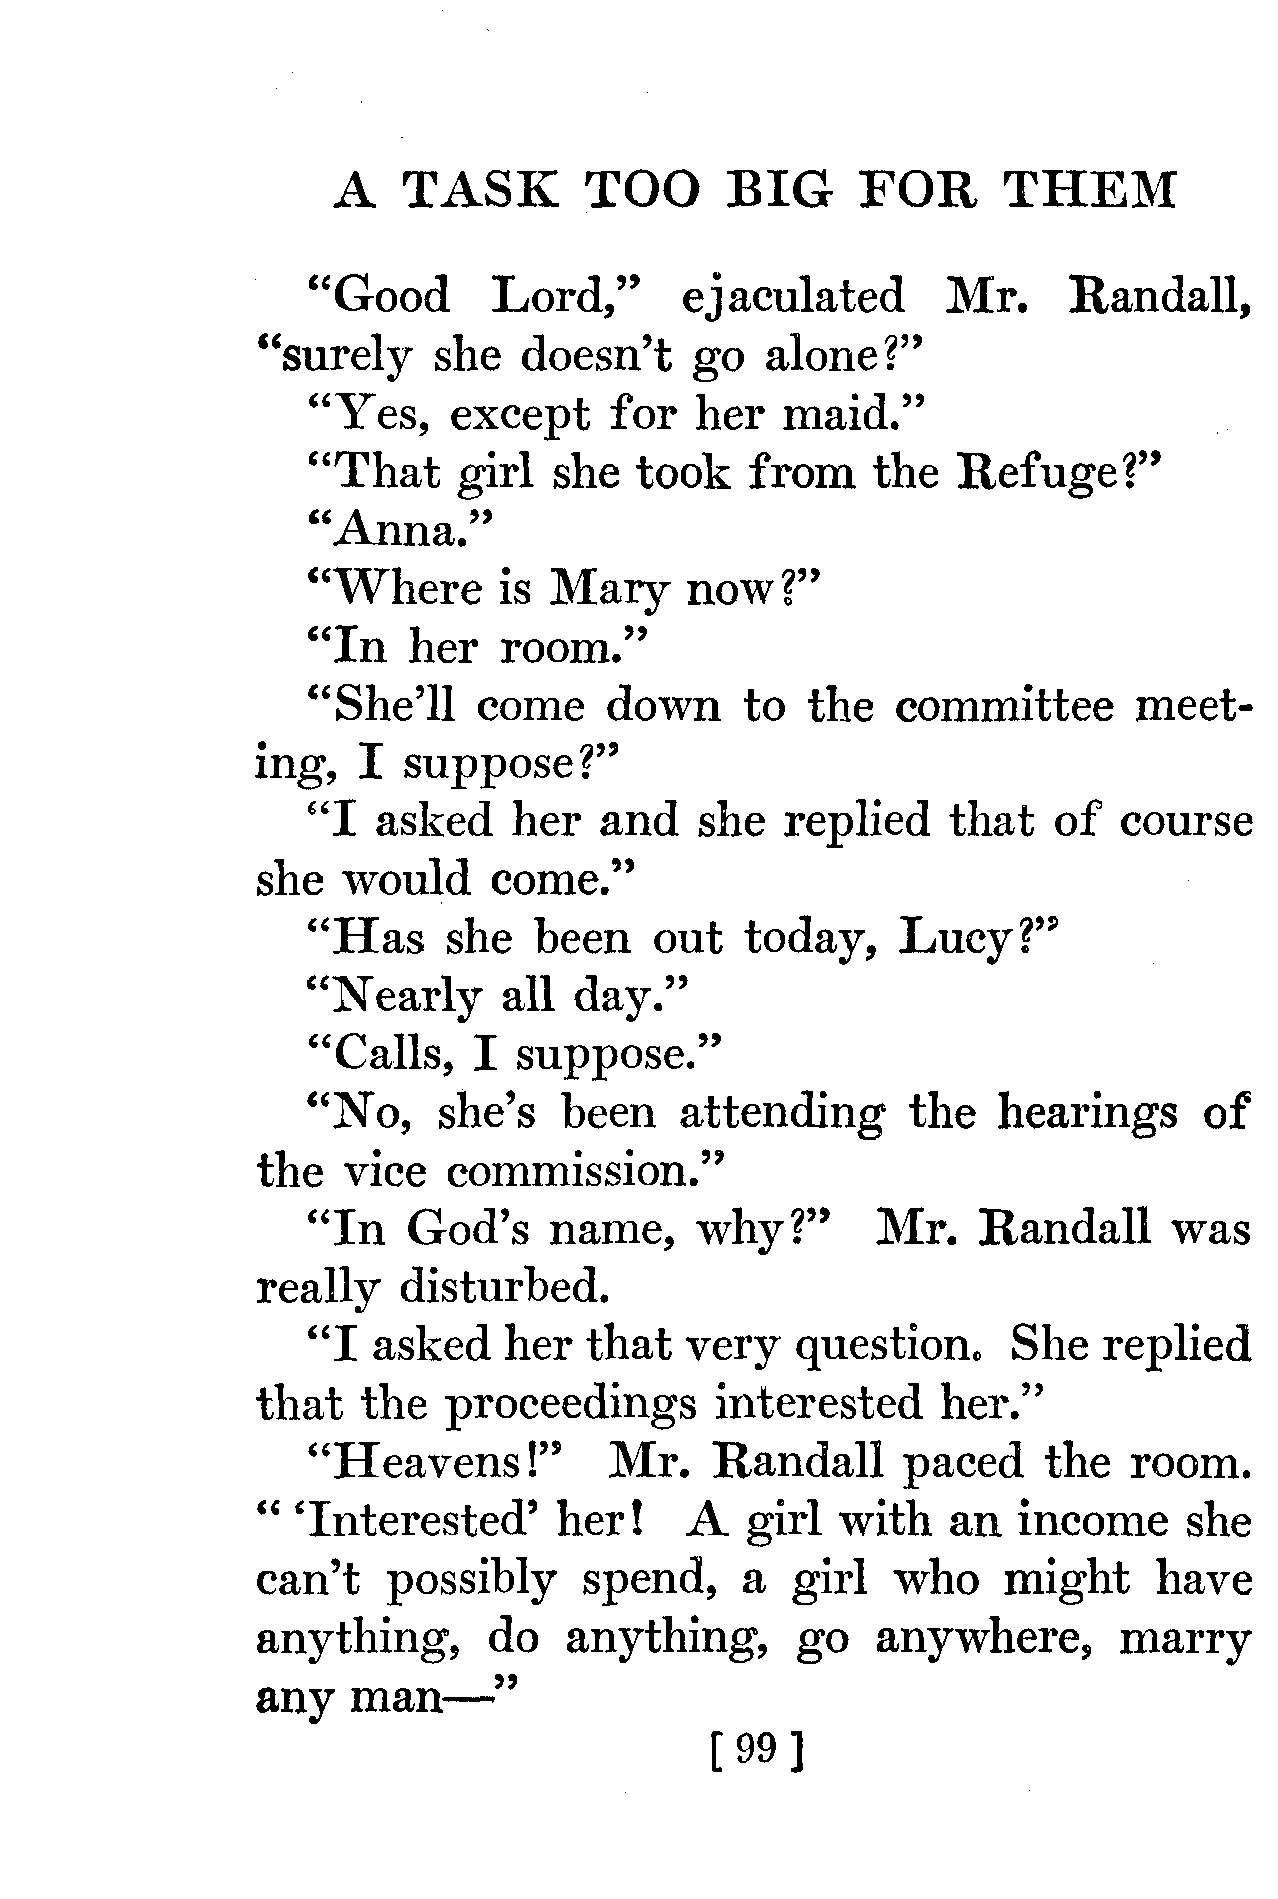 A TASK TOO BIG FOR THEM
“Good Lord,” ejaculated Mr. Randall,
“surely she doesn’t go alone?”
“Yes, except for her maid.”
“That girl she took from the Refuge?”
“Anna.”
“Where is Mary now?”
“In her room.”
“She’ll come down to the committee meet-
ing, I suppose?”
“I asked her and she replied that of course
she would come.”
“Has she been out today, Lucy?”
“Nearly all day.”
“Calls, I suppose.”
“No, she’s been attending the hearings of
the vice commission.”
“In God’s name, why?” Mr. Randall was
really disturbed.
“I asked her that very question. She replied
that the proceedings interested her.”
“Heavens!” Mr. Randall paced the room.
“ ‘Interested’ her! A girl with an income she
can’t possibly spend, a girl who might have
anything, do anything, go anywhere, marry
any man—”
[ 99 ]